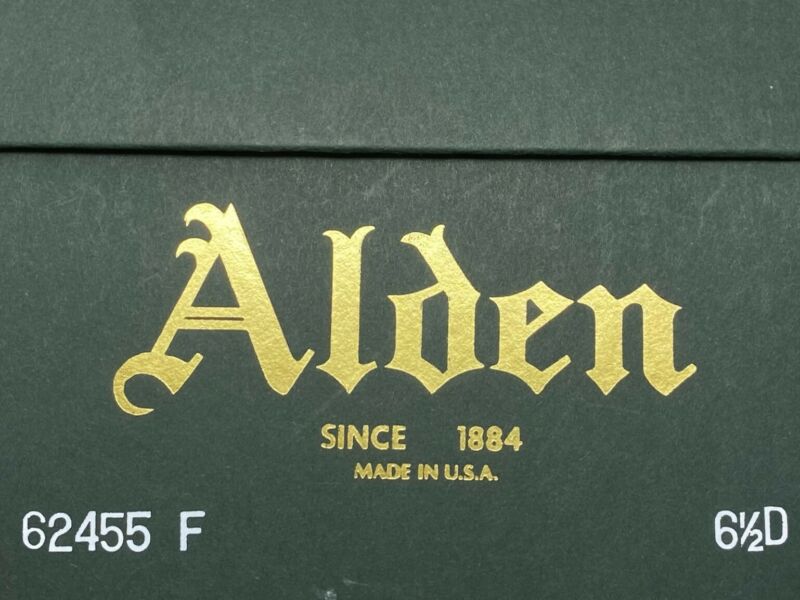 Alden
SINCE 1884
MADE IN U.S.A.
62455 F 6½D